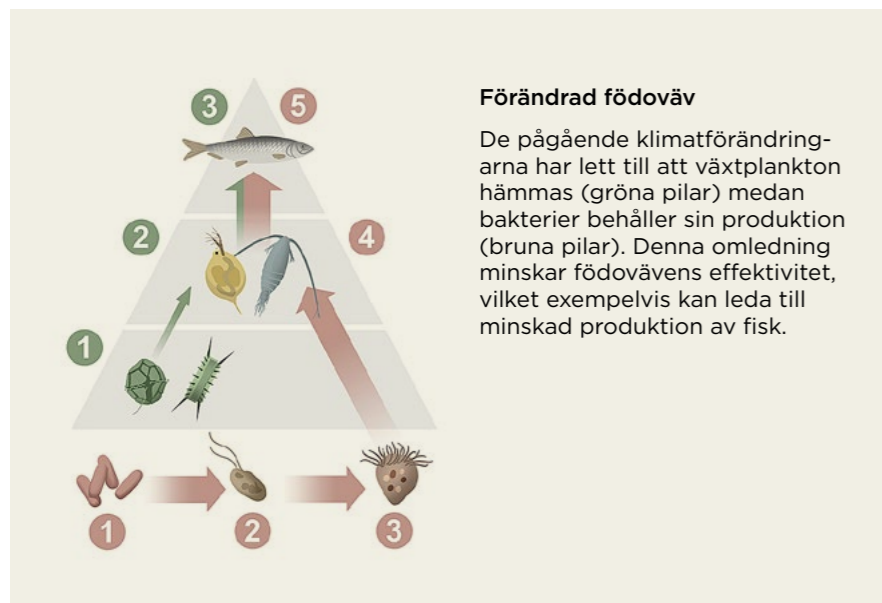 3 5
Förändrad födoväv
De pågående klimatförändring-
arna har lett till att växtplankton
hämmas (gröna pilar) medan
bakterier behåller sin produktion
(bruna pilar). Denna omledning
minskar födovävens effektivitet,
vilket exempelvis kan leda till
minskad produktion av fisk.
2 4
1
1 2 3